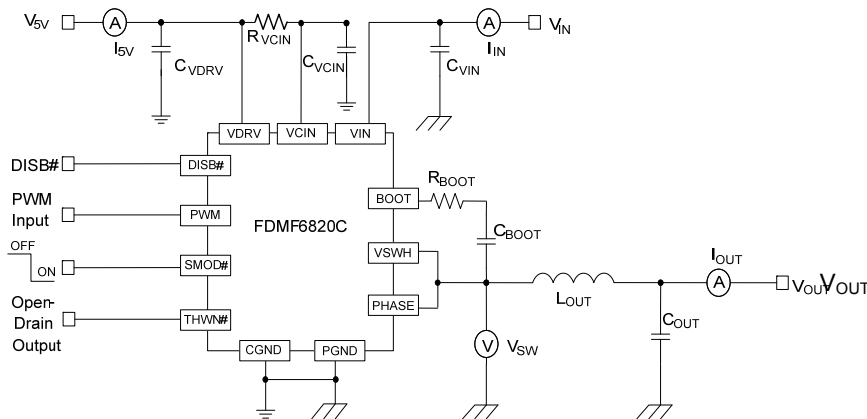 V5V
A
I5V
CVDRV
RVCIN
CVCIN
A
IIN
VIN
CVIN
VDRV
VCIN
VIN
DISB#
DISB#
PWM
Input
PWM
FDMF6820C
BOOT
RBOOT
CBOOT
OFF
ON
SMOD#
VSWH
Open-
Drain
Output
THWN#
PHASE
LOUT
IOUT
A
VOUT
VOUT
COUT
CGND
PGND
V
VSW